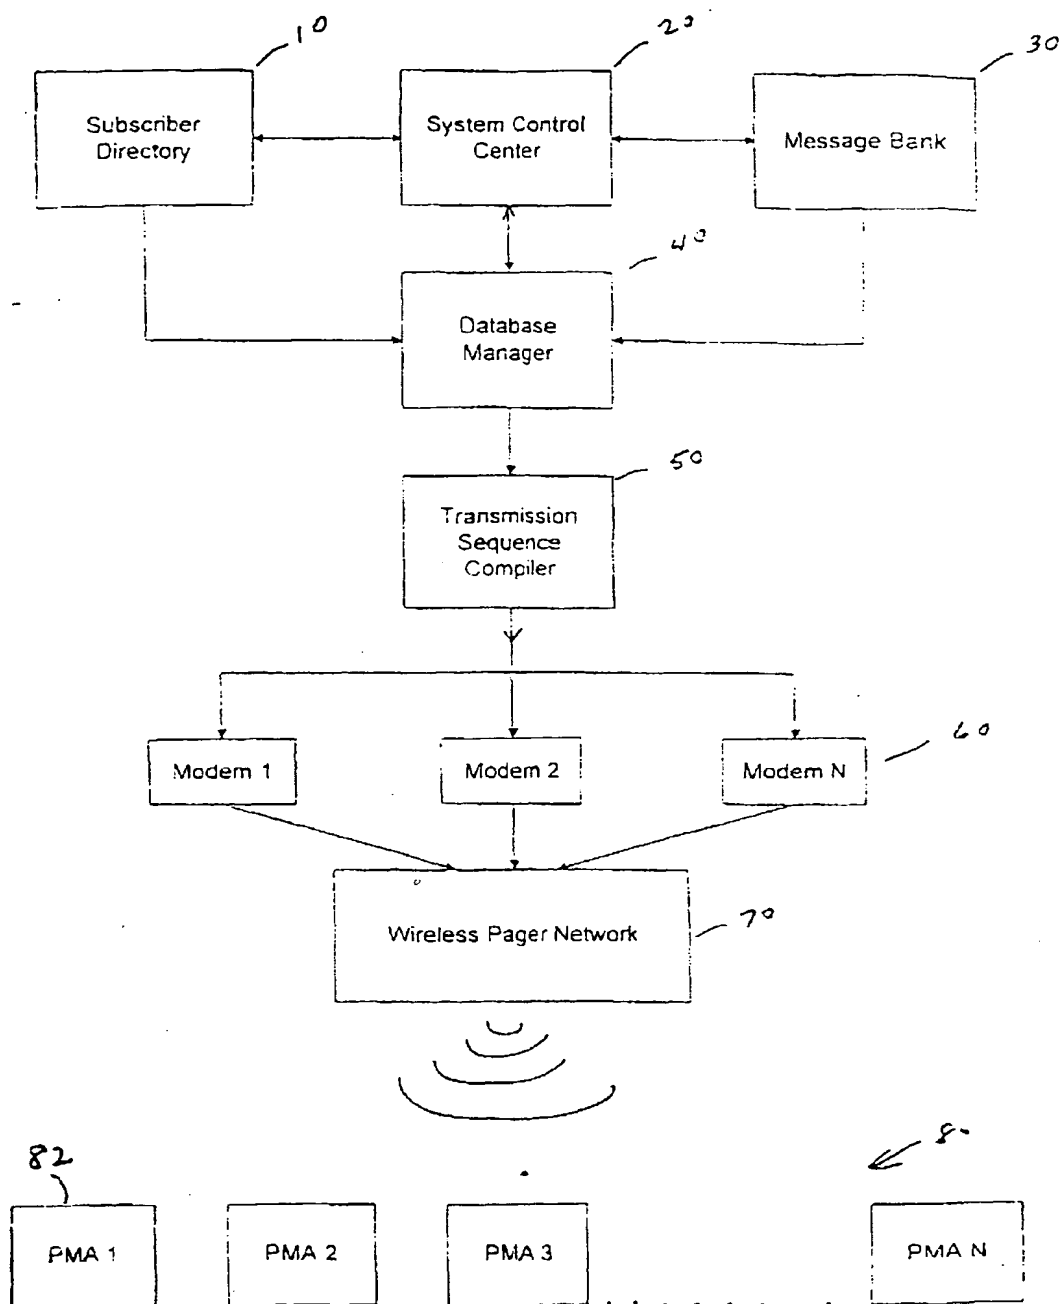 10
20
30
Subscriber
Directory
System Control
Center
Message Bank
40
Database
Manager
50
Transmission
Sequence
Compiler
60
Modem 1
Modem 2
Modem N
70
Wireless Pager Network
82
PMA 1
PMA 2
PMA 3
PMA N